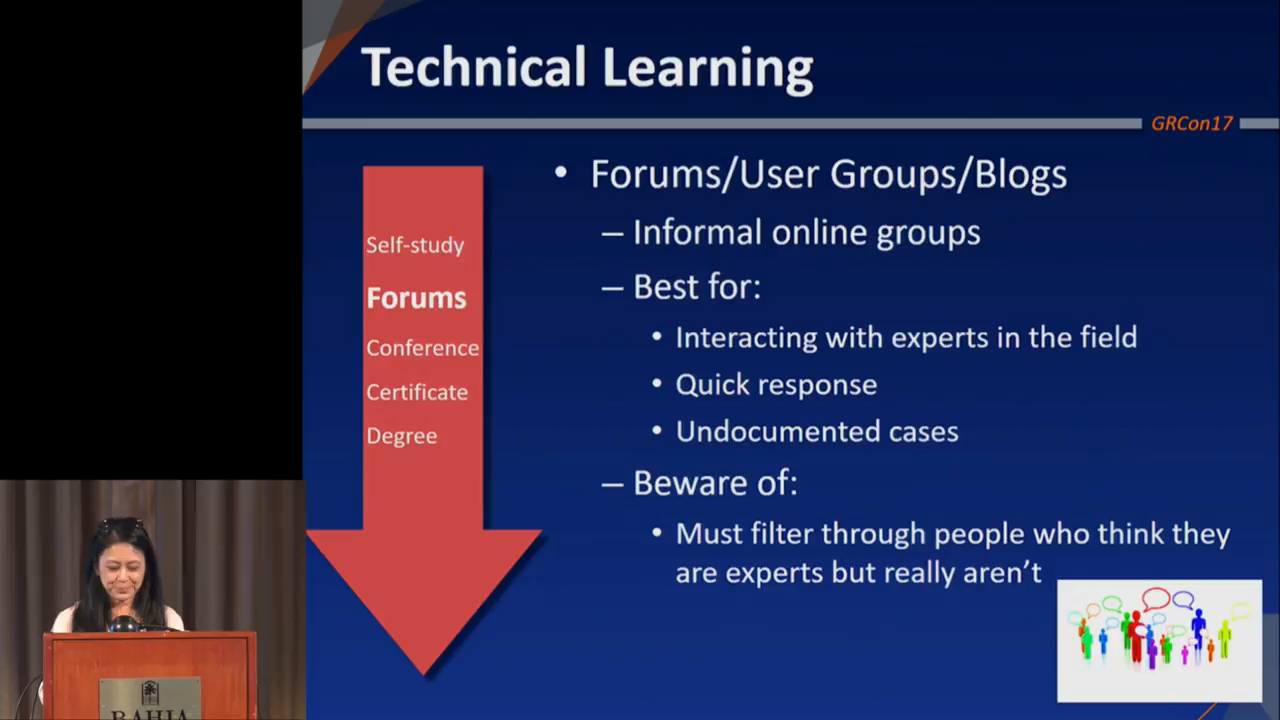 Technical Learning
GRCon17
Self-study
Forums
Conference
Certificate
Degree
• Forums/User Groups/Blogs
– Informal online groups
– Best for:
• Interacting with experts in the field
• Quick response
• Undocumented cases
– Beware of:
• Must filter through people who think they
are experts but really aren't
BAHIA